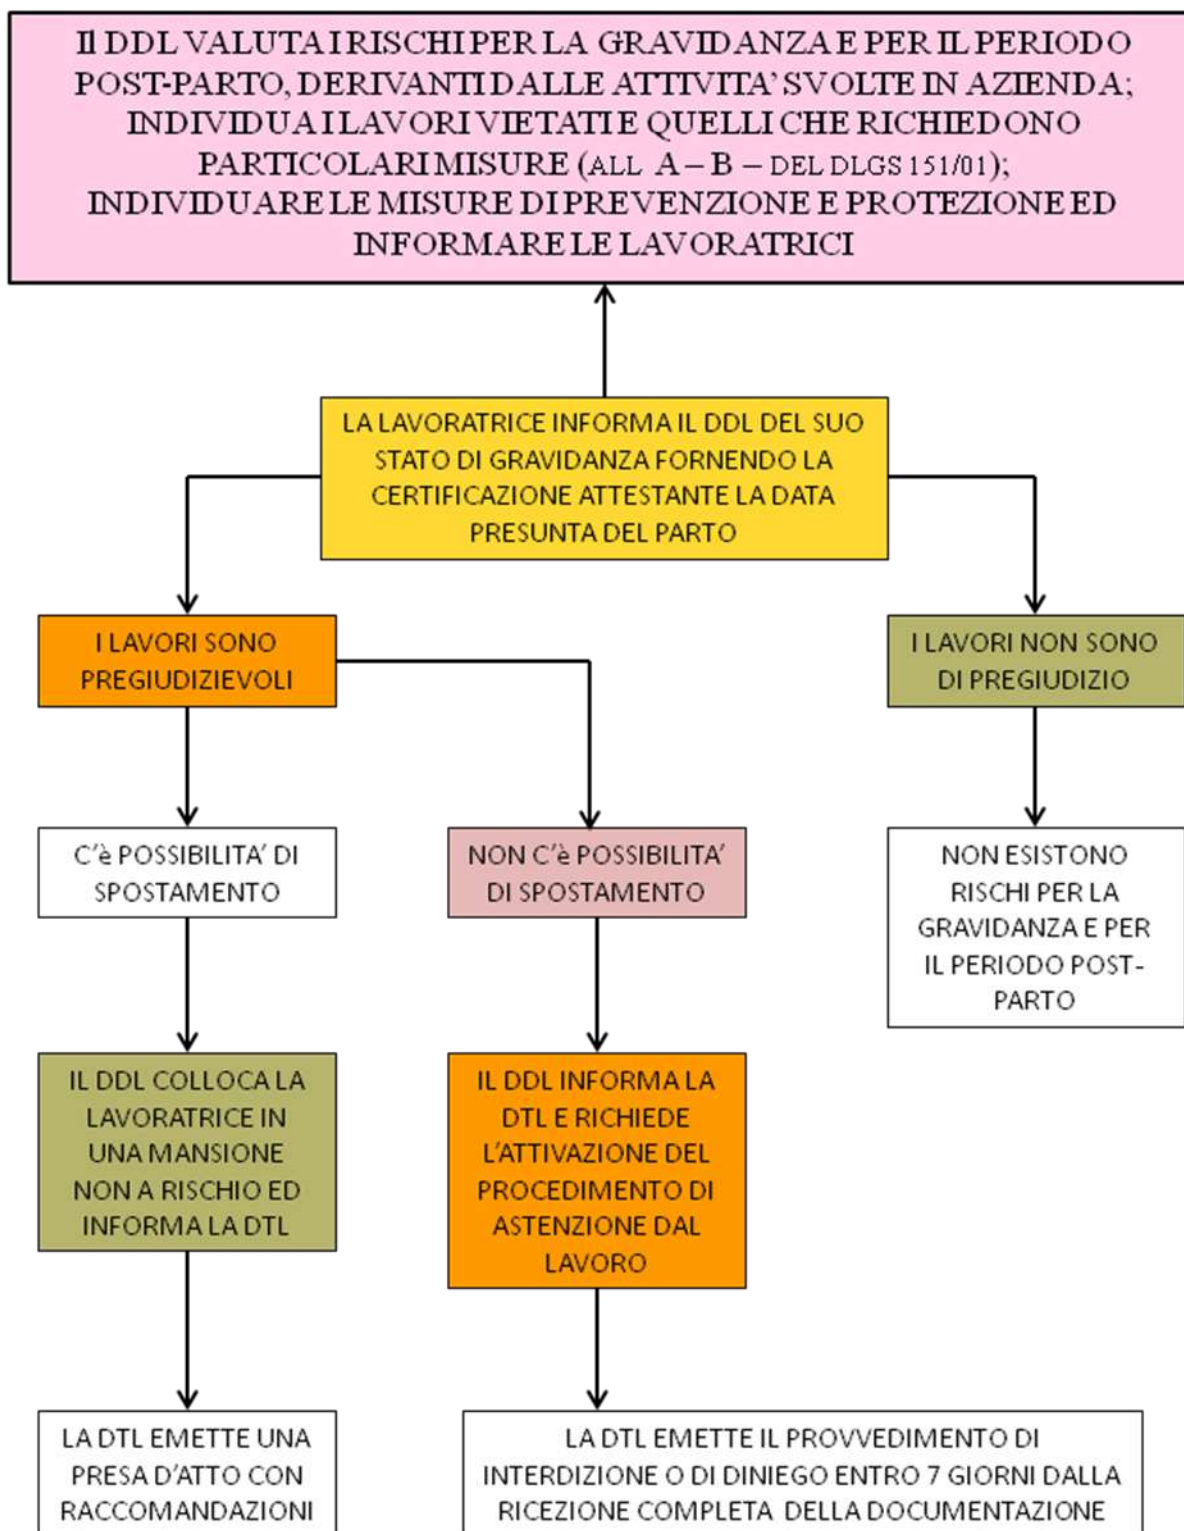 Il DDL VALUTA I RISCHI PER LA GRAVIDANZA E PER IL PERIODO
POST-PARTO, DERIVANTI DALLE ATTIVITA' SVOLTE IN AZIENDA;
INDIVIDUA I LAVORI VIETATI E QUELLI CHE RICHIEDONO
PARTICOLARI MISURE (ALL A – B – DEL DLGS 151/01);
INDIVIDUARE LE MISURE DI PREVENZIONE E PROTEZIONE ED
INFORMARE LE LAVORATRICI
LA LAVORATRICE INFORMA IL DDL DEL SUO
STATO DI GRAVIDANZA FORNENDO LA
CERTIFICAZIONE ATTESTANTE LA DATA
PRESUNTA DEL PARTO
I LAVORI SONO
PREGIUDIZIEVOLI
I LAVORI NON SONO
DI PREGIUDIZIO
C'è POSSIBILITA' DI
SPOSTAMENTO
NON C'è POSSIBILITA'
DI SPOSTAMENTO
NON ESISTONO
RISCHI PER LA
GRAVIDANZA E PER
IL PERIODO POST-
PARTO
IL DDL COLLOCA LA
LAVORATRICE IN
UNA MANSIONE
NON A RISCHIO ED
INFORMA LA DTL
IL DDL INFORMA LA
DTL E RICHIEDE
L'ATTIVAZIONE DEL
PROCEDIMENTO DI
ASTENZIONE DAL
LAVORO
LA DTL EMETTE UNA
PRESA D'ATTO CON
RACCOMANDAZIONI
LA DTL EMETTE IL PROVVEDIMENTO DI
INTERDIZIONE O DI DINIEGO ENTRO 7 GIORNI DALLA
RICEZIONE COMPLETA DELLA DOCUMENTAZIONE